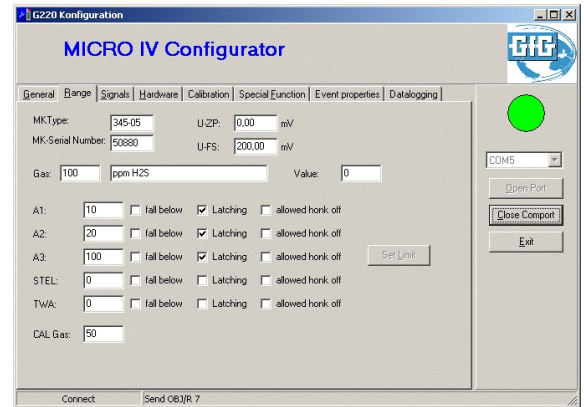 G220 Konfiguration
MICRO IV Configurator
GfG
General Range Signals Hardware Calibration Special Function Event properties Datalogging
MKType: 345-05 U-ZP: 0,00 mV
MK-Serial Number: 50880 U-FS: 200,00 mV
Gas: 100 ppm H2S Value: 0
A1: 10 fall below Latching allowed honk off
A2: 20 fall below Latching allowed honk off
A3: 100 fall below Latching allowed honk off
Set Limit
STEL: 0 fall below Latching allowed honk off
TWA: 0 fall below Latching allowed honk off
CAL Gas: 50
COM5
Open Port
Close Comport
Exit
Connect Send OBJ/R 7